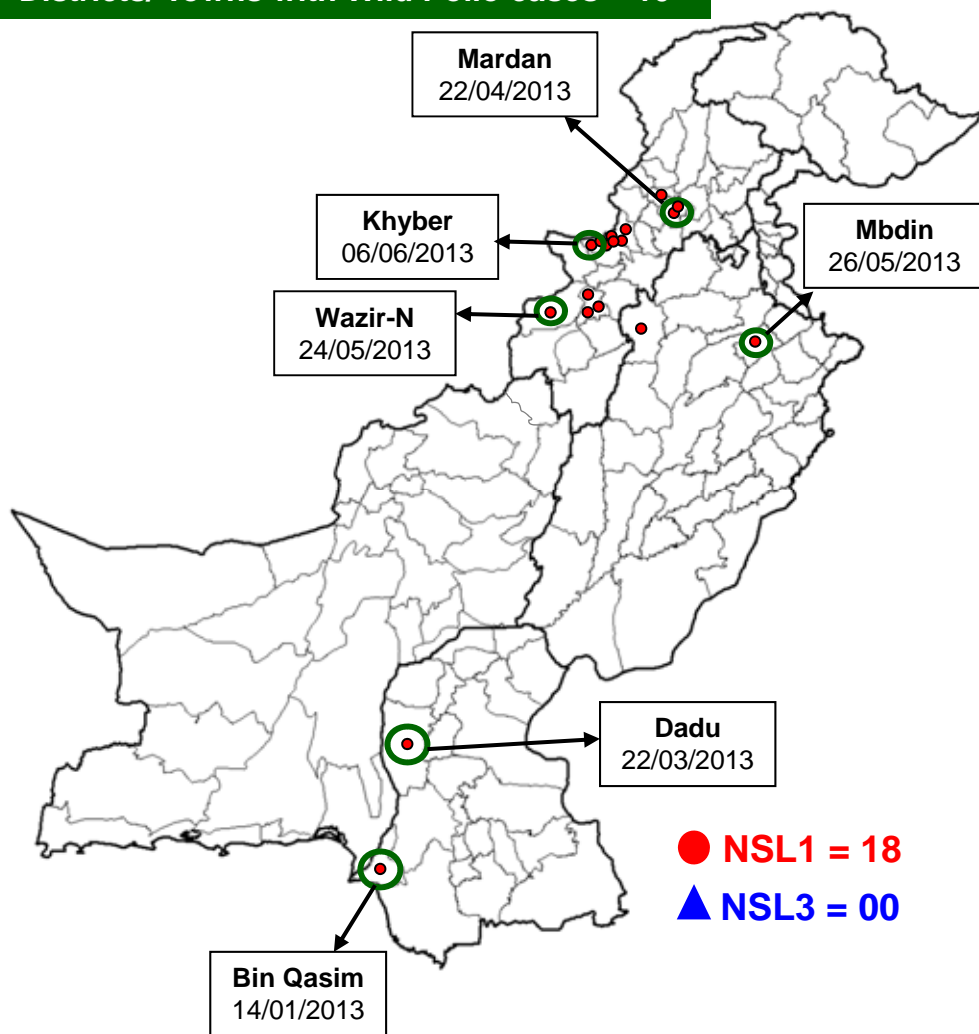 Mardan
22/04/2013
Khyber
06/06/2013
Mbdin
26/05/2013
Wazir-N
24/05/2013
Dadu
22/03/2013
NSL1 = 18
NSL3 = 00
Bin Qasim
14/01/2013